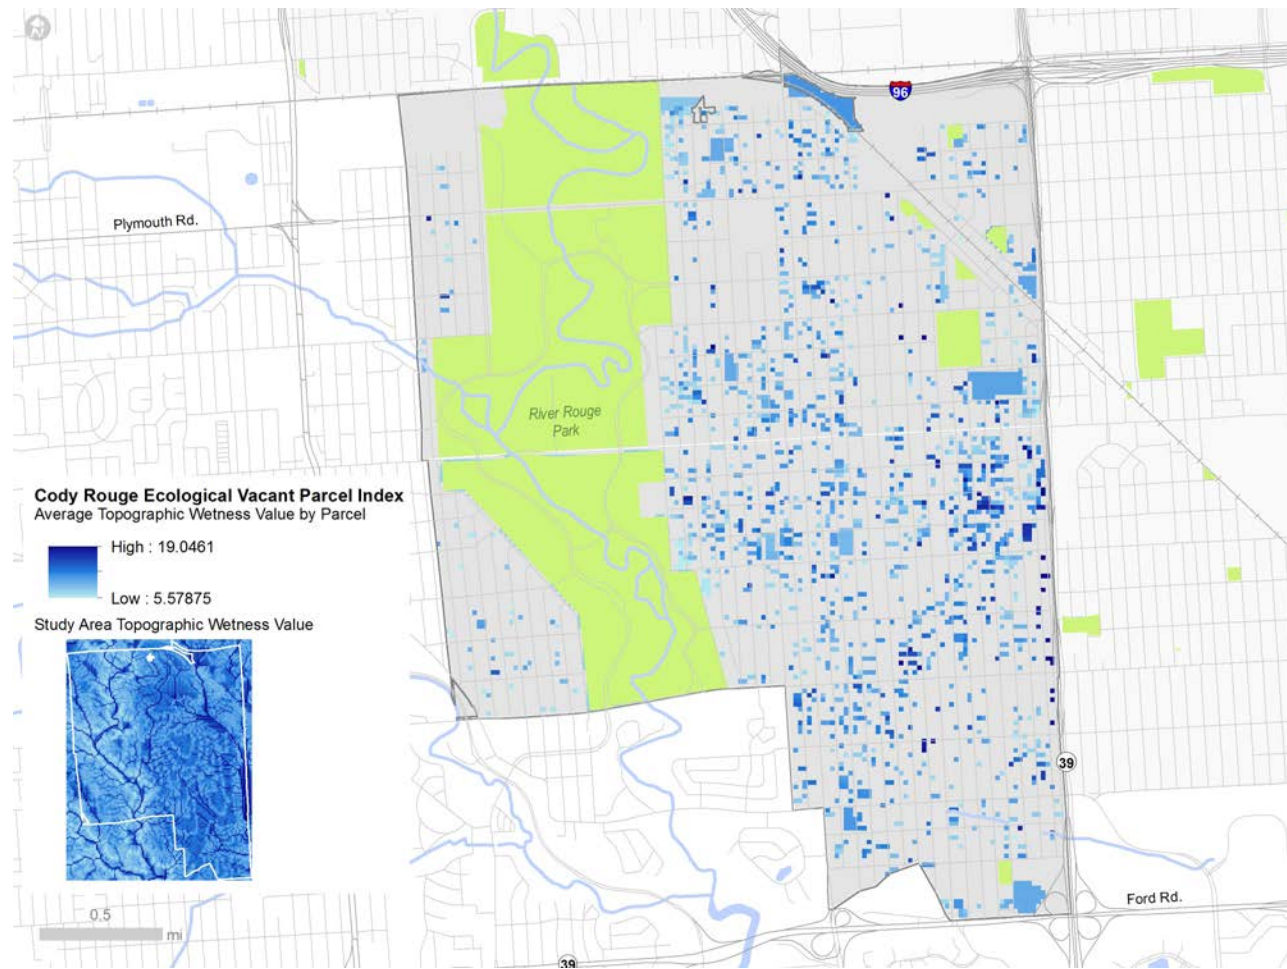 N
96
Plymouth Rd.
River Rouge
Park
Cody Rouge Ecological Vacant Parcel Index
Average Topographic Wetness Value by Parcel
High : 19.0461
Low : 5.57875
Study Area Topographic Wetness Value
39
Ford Rd.
0.5
mi
39